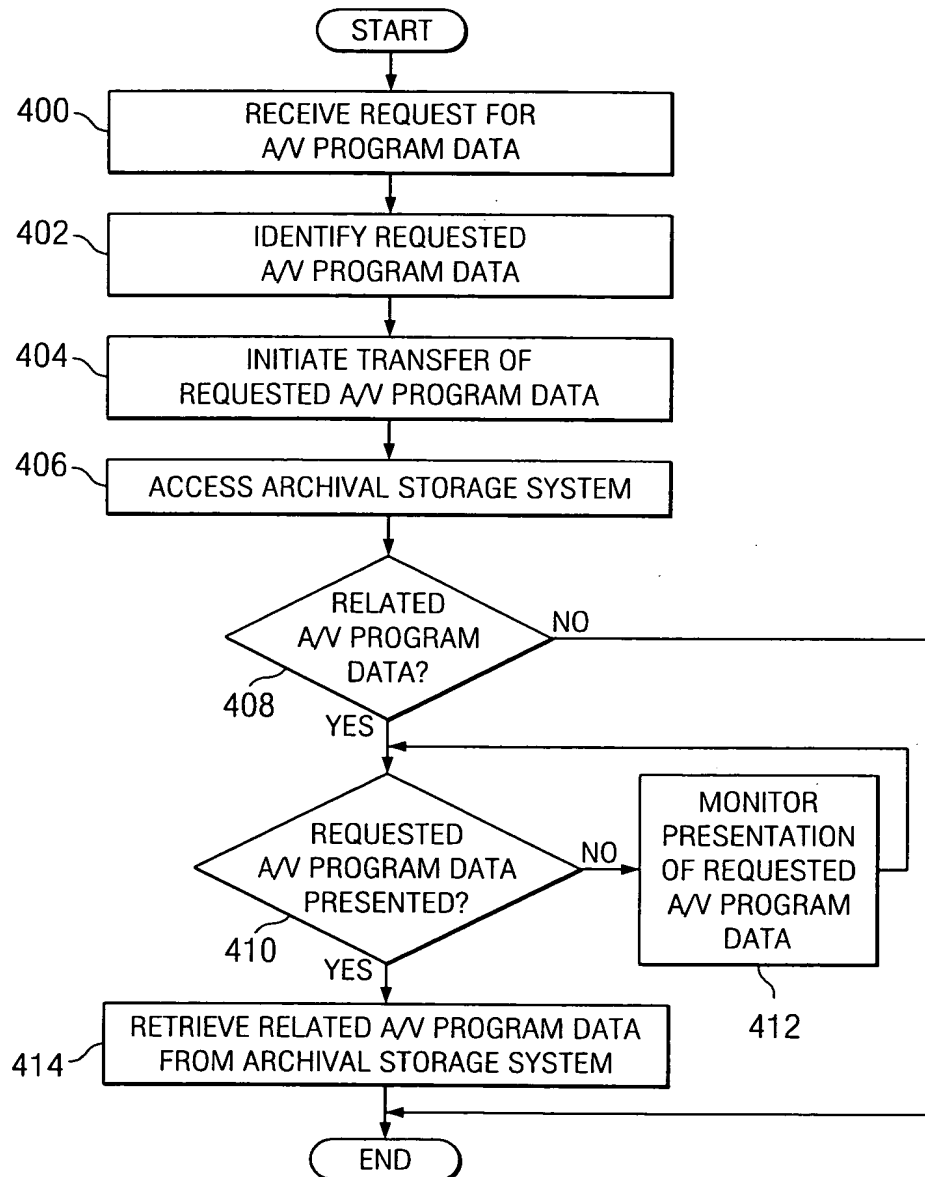 START
400
RECEIVE REQUEST FOR
A/V PROGRAM DATA
402
IDENTIFY REQUESTED
A/V PROGRAM DATA
404
INITIATE TRANSFER OF
REQUESTED A/V PROGRAM DATA
406
ACCESS ARCHIVAL STORAGE SYSTEM
RELATED
A/V PROGRAM
DATA?
NO
408
YES
REQUESTED
A/V PROGRAM DATA
PRESENTED?
NO
410
YES
MONITOR
PRESENTATION
OF REQUESTED
A/V PROGRAM
DATA
412
414
RETRIEVE RELATED A/V PROGRAM DATA
FROM ARCHIVAL STORAGE SYSTEM
END